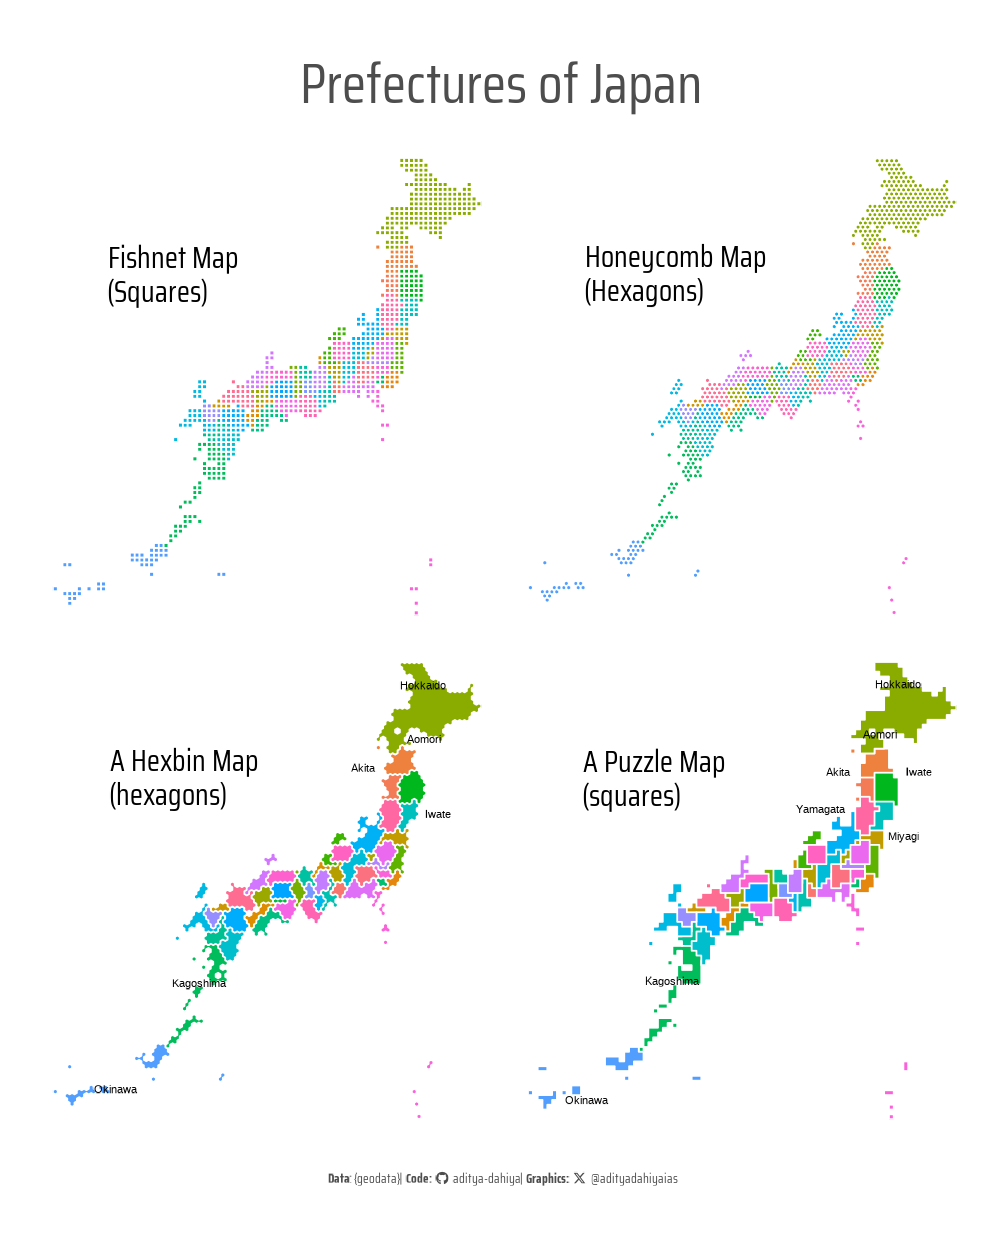 Prefectures of Japan
Fishnet Map
(Squares)
Honeycomb Map
(Hexagons)
A Hexbin Map
(hexagons)
Hokkaido
Aomori
Akita
Iwate
Kagoshima
Okinawa
A Puzzle Map
(squares)
Hokkaido
Aomori
Akita
Iwate
Yamagata
Miyagi
Kagoshima
Okinawa
Data: {geodata}| Code: aditya-dahiya| Graphics: @adityadahiyaias